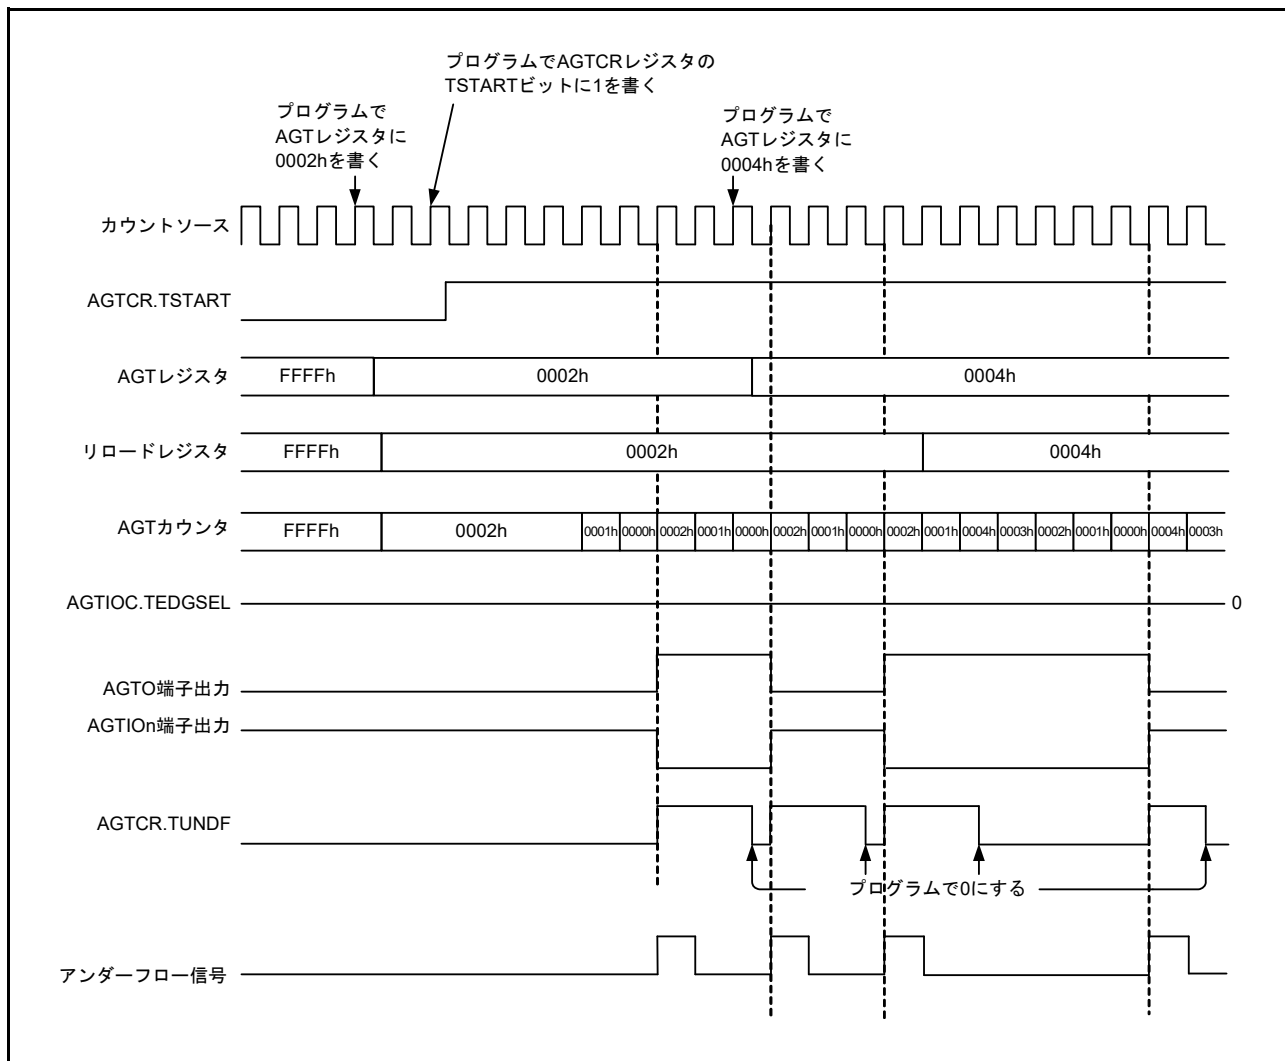 プログラムでAGTCRレジスタの
TSTARTビットに1を書く
プログラムで
AGTレジスタに
0002hを書く
プログラムで
AGTレジスタに
0004hを書く
カウントソース
AGTCR.TSTART
AGTレジスタ FFFFh 0002h 0004h
リロードレジスタ FFFFh 0002h 0004h
AGTカウンタ FFFFh 0002h 0001h 0000h 0002h 0001h 0000h 0002h 0001h 0000h 0002h 0001h 0004h 0003h 0002h 0001h 0000h 0004h 0003h
AGTIOC.TEDGSEL 0
AGTO端子出力
AGTIOn端子出力
AGTCR.TUNDF
プログラムで0にする
アンダーフロー信号